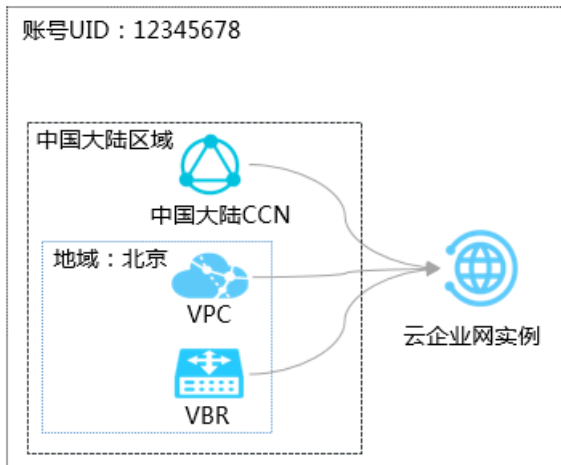 账号UID：12345678
中国大陆区域
中国大陆CCN
地域：北京
VPC
云企业网实例
VBR